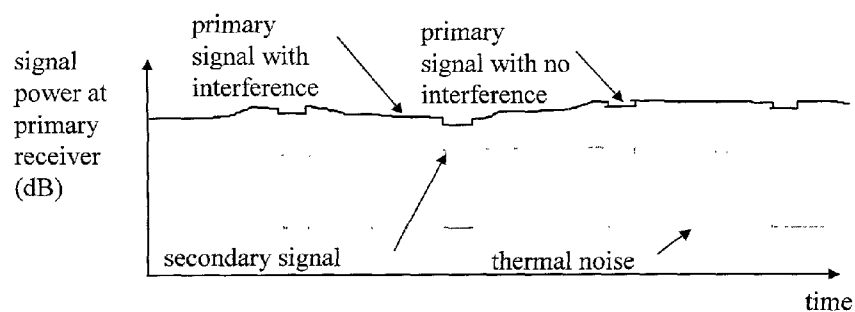 signal
power at
primary
receiver
(dB)
primary
signal with
interference
primary
signal with no
interference
secondary signal
thermal noise
time